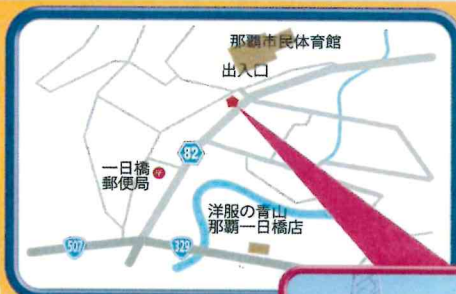 那覇市民体育館
出入口
82
一日橋
郵便局
洋服の青山
那覇一日橋店
507
329